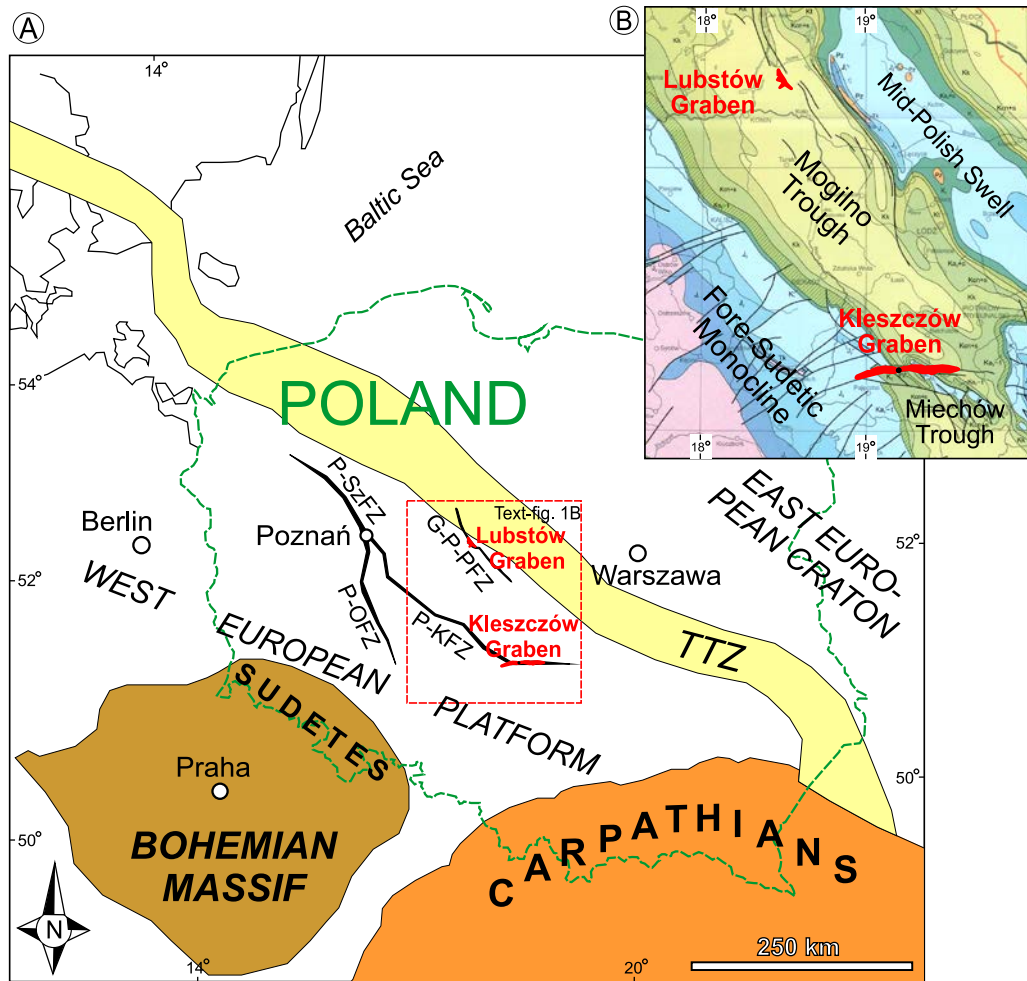 A
14°
Baltic Sea
54°
POLAND
P-SzFZ
Berlin
Poznań
G-P-PFZ
Text-fig. 1B
Lubstów
Graben
Warszawa
52°
52°
WEST
EUROPEAN
PLATFORM
P-OFZ
P-KFZ
Kleszczów
Graben
TTZ
EAST EURO-
PEAN CRATON
SUDETES
Praha
BOHEMIAN
MASSIF
50°
50°
CARPATHIANS
N
14°
20°
250 km
B
18°
19°
Lubstów
Graben
Mid-Polish Swell
Mogilno
Trough
Fore-Sudetic
Monocline
Kleszczów
Graben
Miechów
Trough
18°
19°